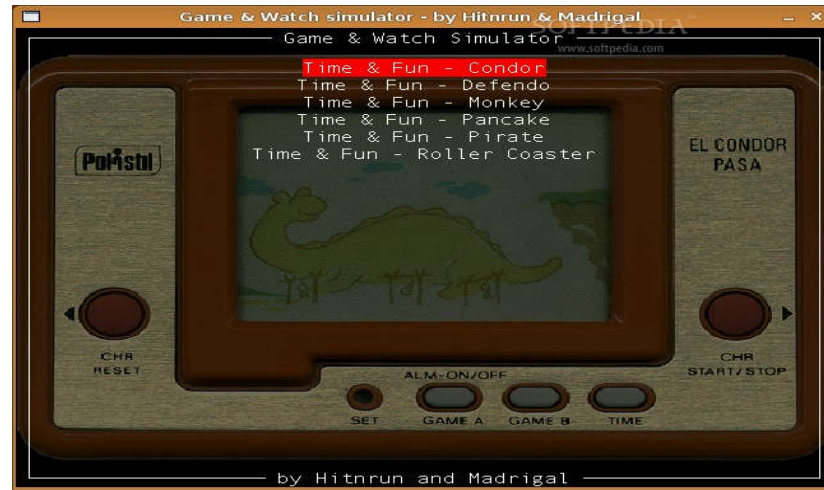 Game & Watch simulator - by Hitnrun & Madrigal
SOFTPEDIA
www.softpedia.com
Game & Watch Simulator
Time & Fun - Condor
Time & Fun - Defendo
Time & Fun - Monkey
Time & Fun - Pancake
Time & Fun - Pirate
Time & Fun - Roller Coaster
Polistil
EL CONDOR
PASA
CHR
RESET
CHR
START/STOP
ALM-ON/OFF
SET
GAME A
GAME B
TIME
by Hitnrun and Madrigal